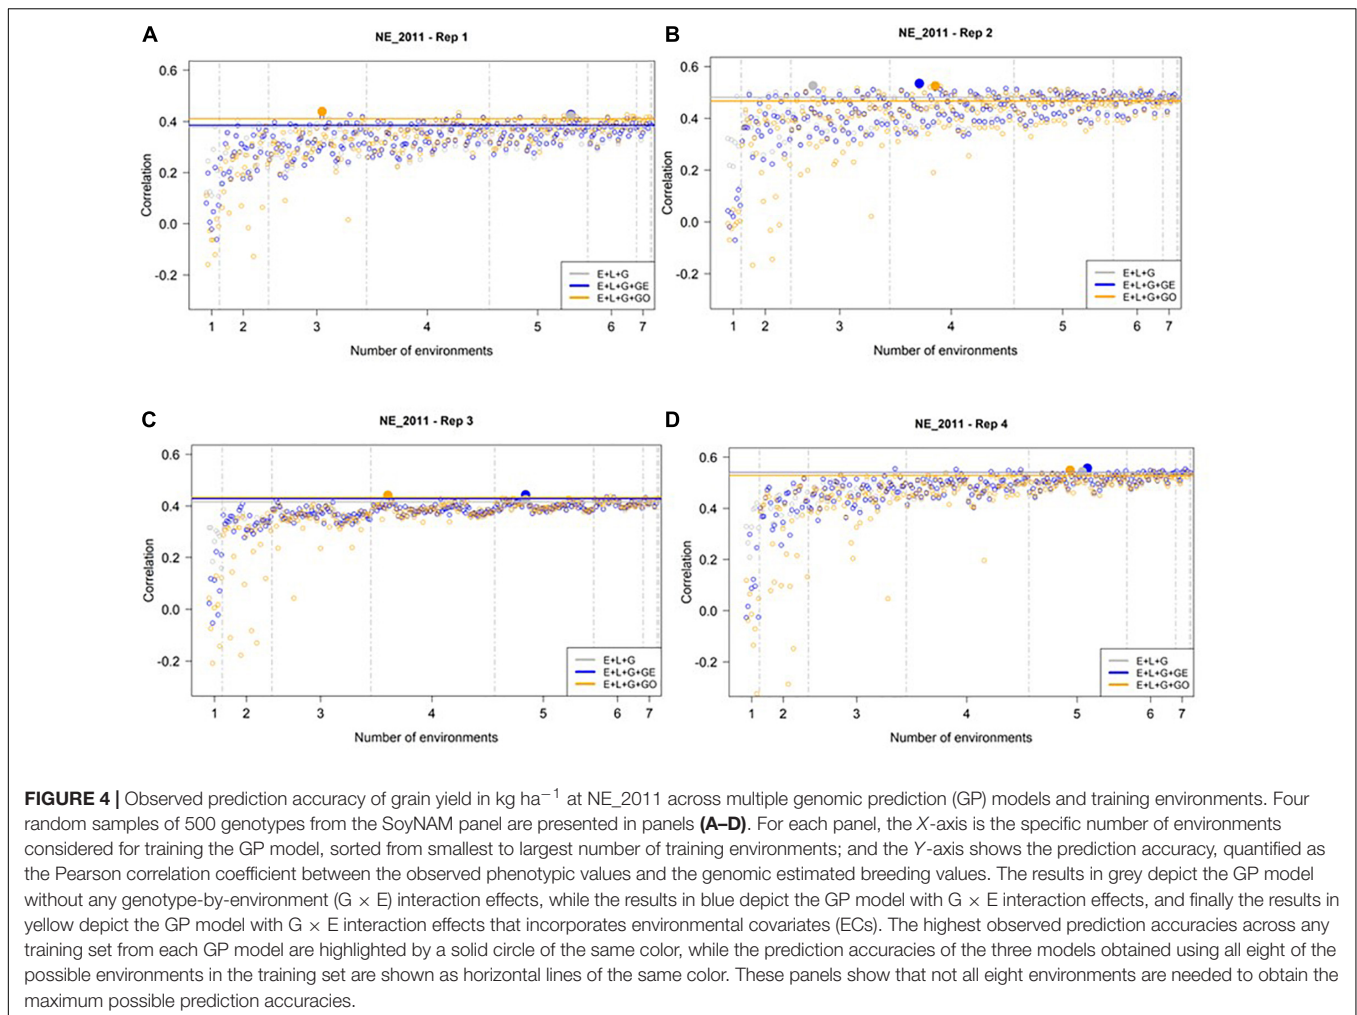 A
NE_2011 - Rep 1
0.6
0.4
0.2
0.0
-0.2
Correlation
E+L+G
E+L+G+GE
E+L+G+GO
1 2 3 4 5 6 7
Number of environments
B
NE_2011 - Rep 2
0.6
0.4
0.2
0.0
-0.2
Correlation
E+L+G
E+L+G+GE
E+L+G+GO
1 2 3 4 5 6 7
Number of environments
C
NE_2011 - Rep 3
0.6
0.4
0.2
0.0
-0.2
Correlation
E+L+G
E+L+G+GE
E+L+G+GO
1 2 3 4 5 6 7
Number of environments
D
NE_2011 - Rep 4
0.6
0.4
0.2
0.0
-0.2
Correlation
E+L+G
E+L+G+GE
E+L+G+GO
1 2 3 4 5 6 7
Number of environments
FIGURE 4 | Observed prediction accuracy of grain yield in kg ha−1 at NE_2011 across multiple genomic prediction (GP) models and training environments. Four
random samples of 500 genotypes from the SoyNAM panel are presented in panels (A–D). For each panel, the X-axis is the specific number of environments
considered for training the GP model, sorted from smallest to largest number of training environments; and the Y-axis shows the prediction accuracy, quantified as
the Pearson correlation coefficient between the observed phenotypic values and the genomic estimated breeding values. The results in grey depict the GP model
without any genotype-by-environment (G × E) interaction effects, while the results in blue depict the GP model with G × E interaction effects, and finally the results in
yellow depict the GP model with G × E interaction effects that incorporates environmental covariates (ECs). The highest observed prediction accuracies across any
training set from each GP model are highlighted by a solid circle of the same color, while the prediction accuracies of the three models obtained using all eight of the
possible environments in the training set are shown as horizontal lines of the same color. These panels show that not all eight environments are needed to obtain the
maximum possible prediction accuracies.